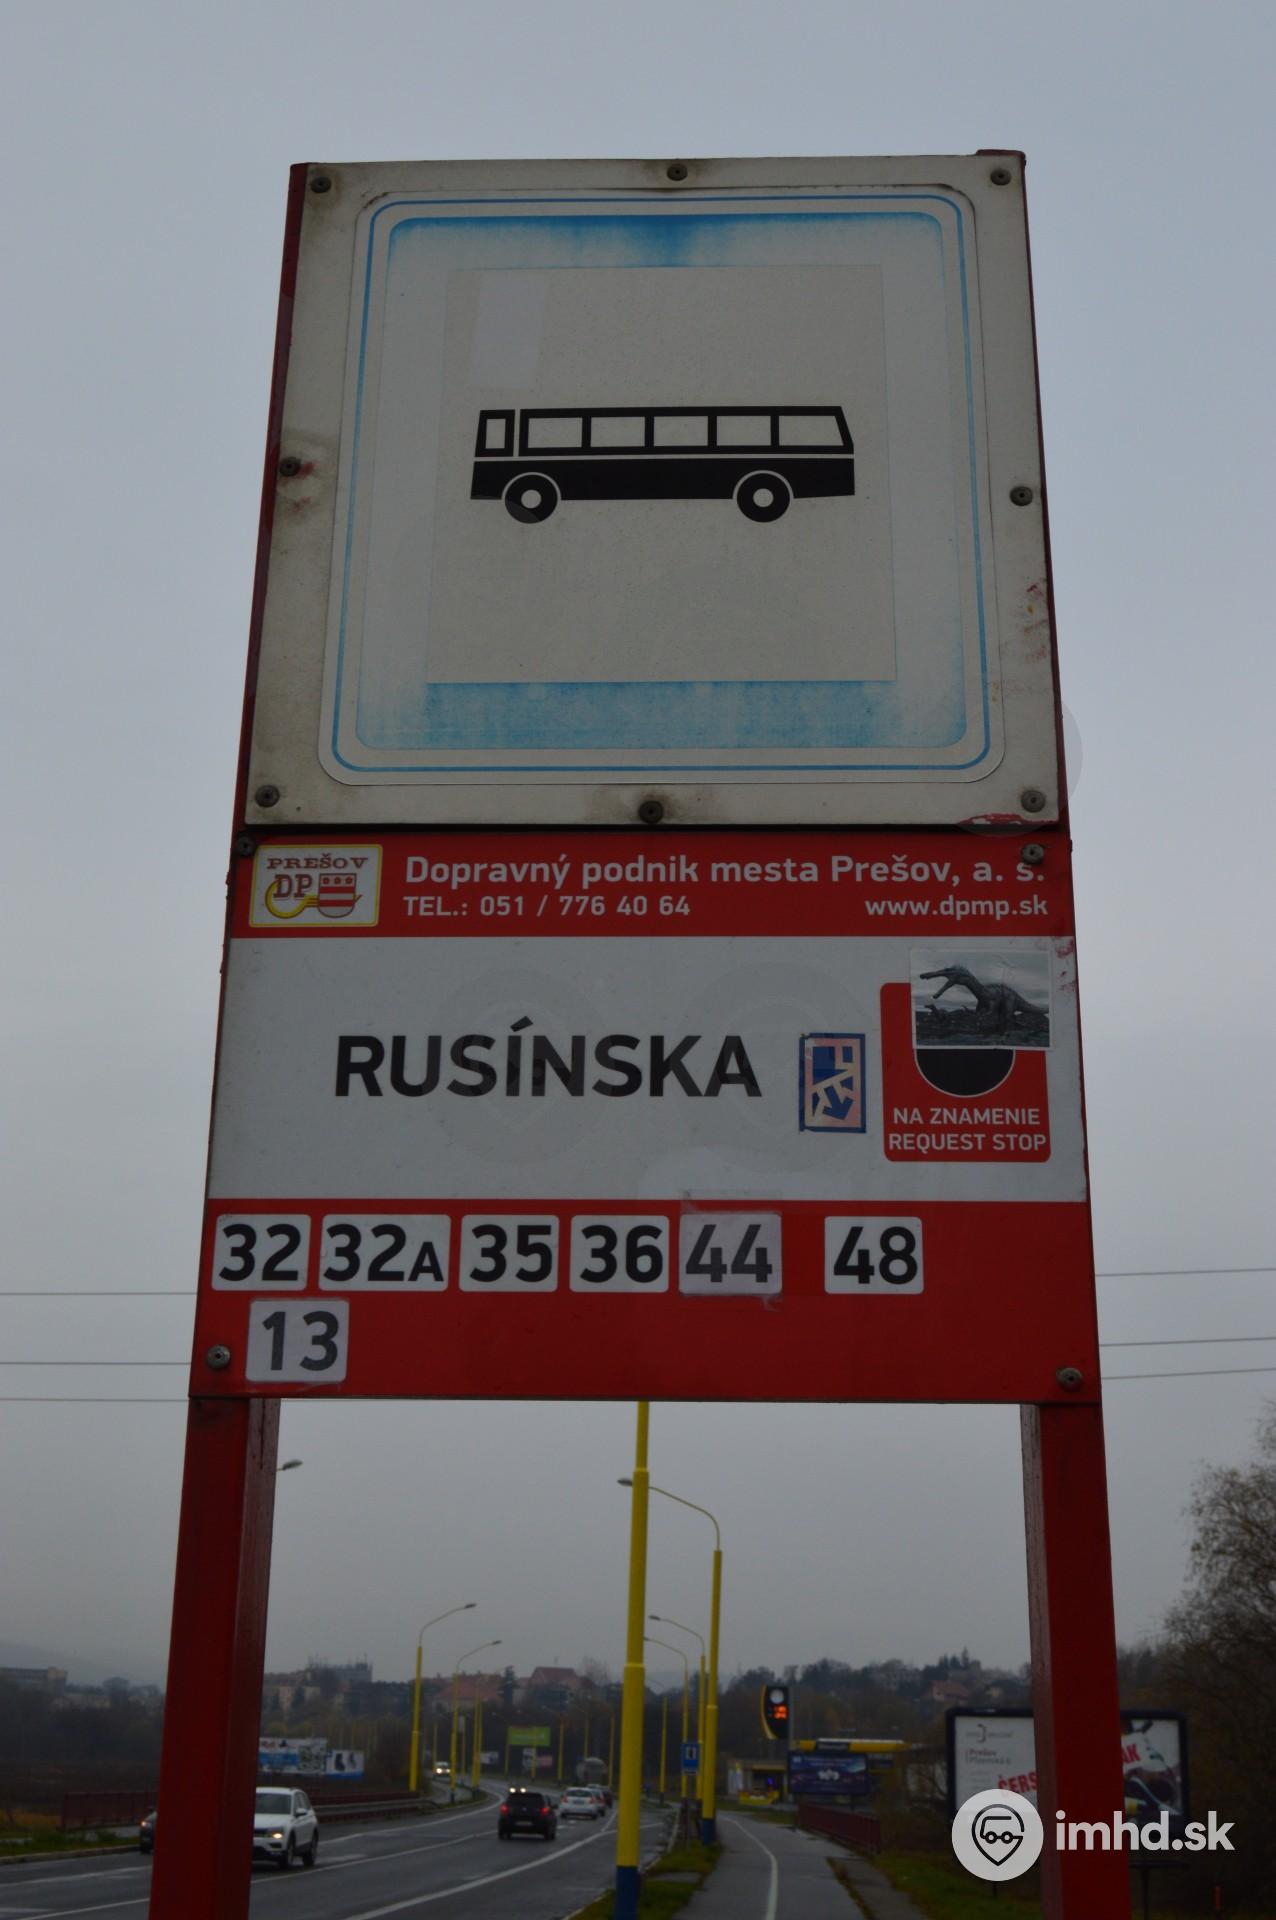 PREŠOV
DP
Dopravný podnik mesta Prešov, a. s.
TEL.: 051 / 776 40 64
www.dpmp.sk
RUSÍNSKA
NA ZNAMENIE
REQUEST STOP
32 32A 35 36 44 48
13
Prešov
imhd.sk